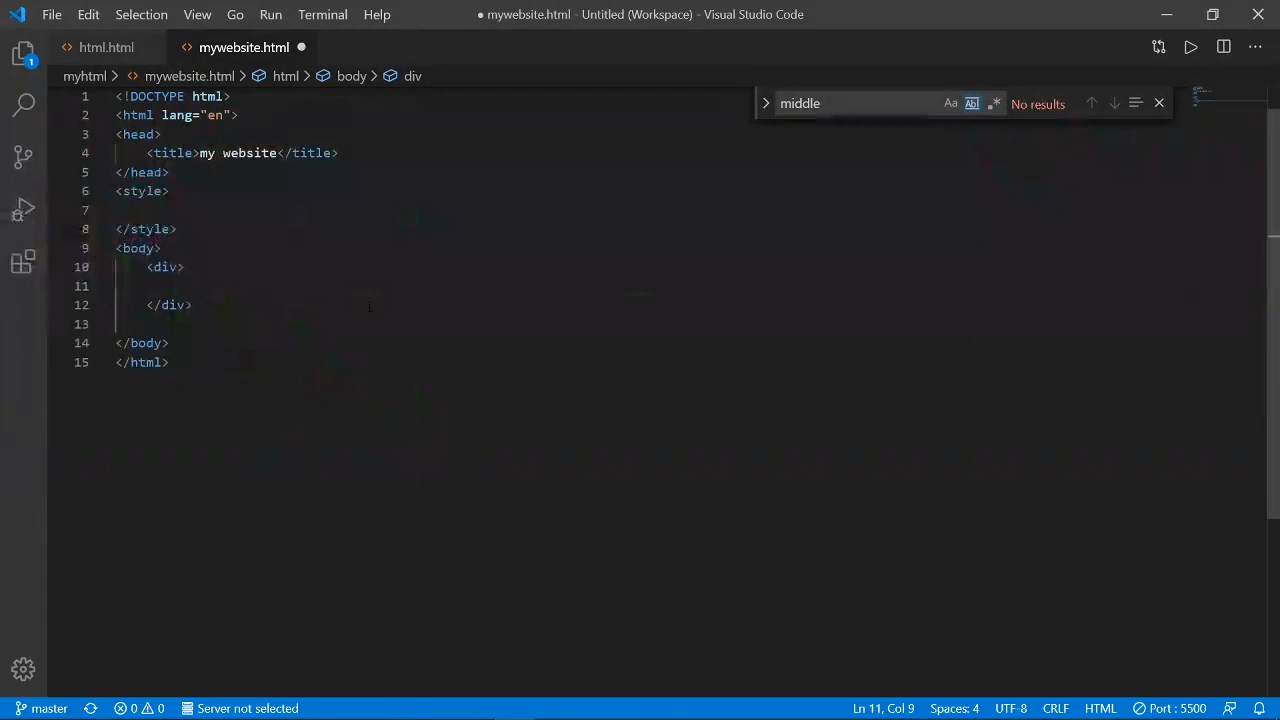 File Edit Selection View Go Run Terminal Help ● mywebsite.html - Untitled (Workspace) - Visual Studio Code
html.html mywebsite.html
myhtml > mywebsite.html > html > body > div
middle Aa Abl .* No results
1 <!DOCTYPE html>
2 <html lang="en">
3 <head>
4 <title>my website</title>
5 </head>
6 <style>
7
8 </style>
9 <body>
10 <div>
11
12 </div>
13
14 </body>
15 </html>
1
master 0 0 Server not selected Ln 11, Col 9 Spaces: 4 UTF-8 CRLF HTML Port : 5500